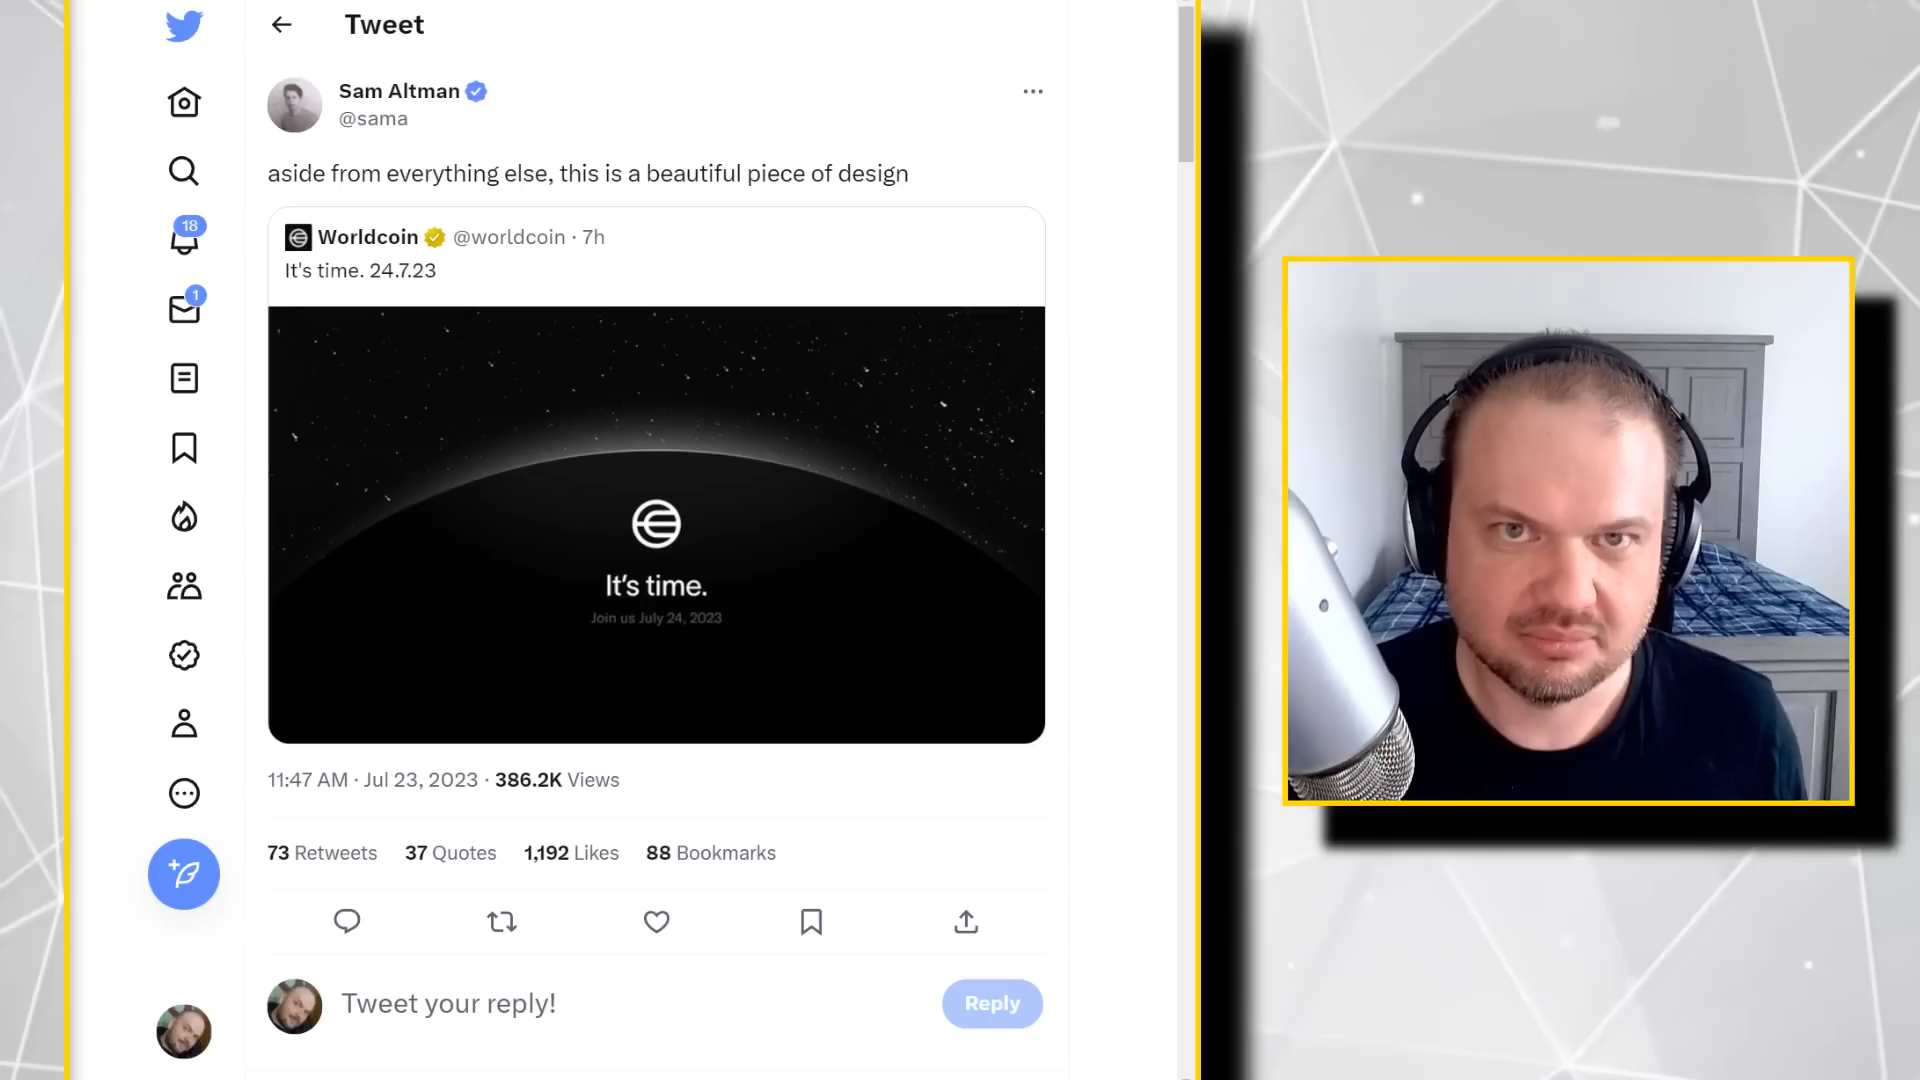 Tweet
Sam Altman
@sama
aside from everything else, this is a beautiful piece of design
Worldcoin @worldcoin · 7h
It's time. 24.7.23
It's time.
Join us July 24, 2023
11:47 AM · Jul 23, 2023 · 386.2K Views
73 Retweets 37 Quotes 1,192 Likes 88 Bookmarks
Tweet your reply!
Reply
18
1